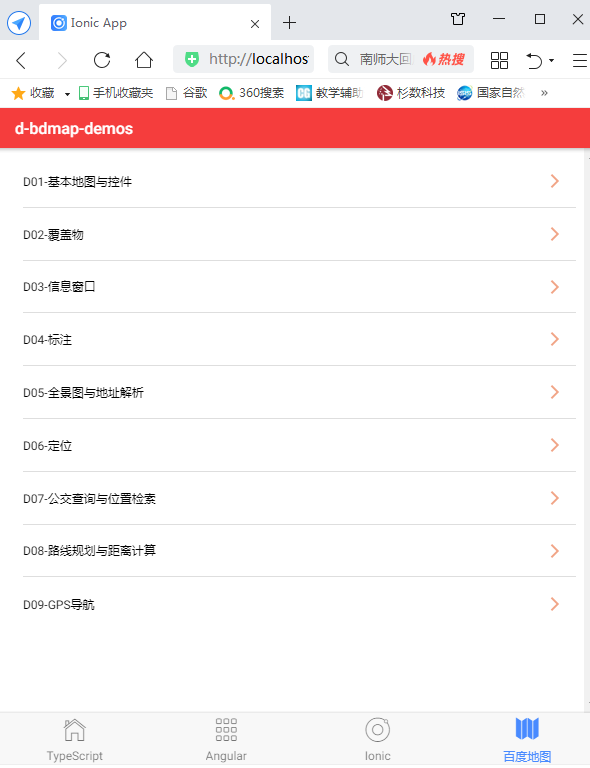 Ionic App
http://localhos
南师大回
热搜
收藏 手机收藏夹 谷歌 360搜索 教学辅助 杉数科技 国家自然 »
d-bdmap-demos
D01-基本地图与控件
D02-覆盖物
D03-信息窗口
D04-标注
D05-全景图与地址解析
D06-定位
D07-公交查询与位置检索
D08-路线规划与距离计算
D09-GPS导航
TypeScript Angular Ionic 百度地图